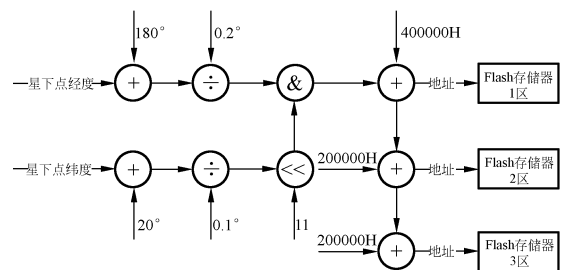 180°
0.2°
400000H
星下点经度
+
÷
&
+
地址
Flash存储器
1区
星下点纬度
+
÷
<<
200000H
+
地址
Flash存储器
2区
20°
0.1°
11
200000H
+
地址
Flash存储器
3区